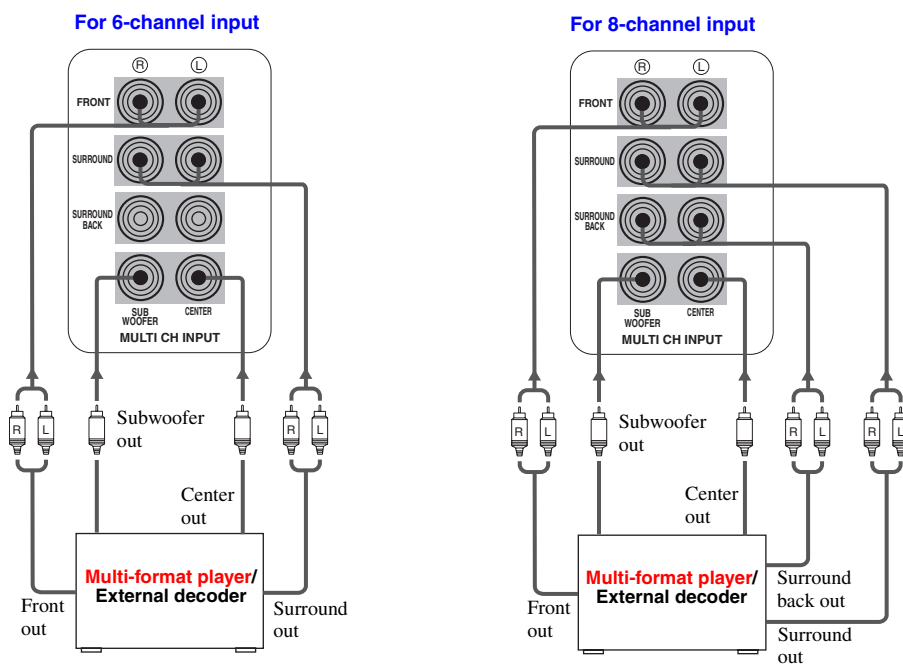 For 6-channel input
R L
FRONT
SURROUND
SURROUND
BACK
SUB
WOOFER
CENTER
MULTI CH INPUT
Subwoofer
out
R L
R L
Center
out
Multi-format player/
External decoder
Front
out
Surround
out
For 8-channel input
R L
FRONT
SURROUND
SURROUND
BACK
SUB
WOOFER
CENTER
MULTI CH INPUT
Subwoofer
out
R L
R L
R L
Center
out
Multi-format player/
External decoder
Front
out
Surround
back out
Surround
out